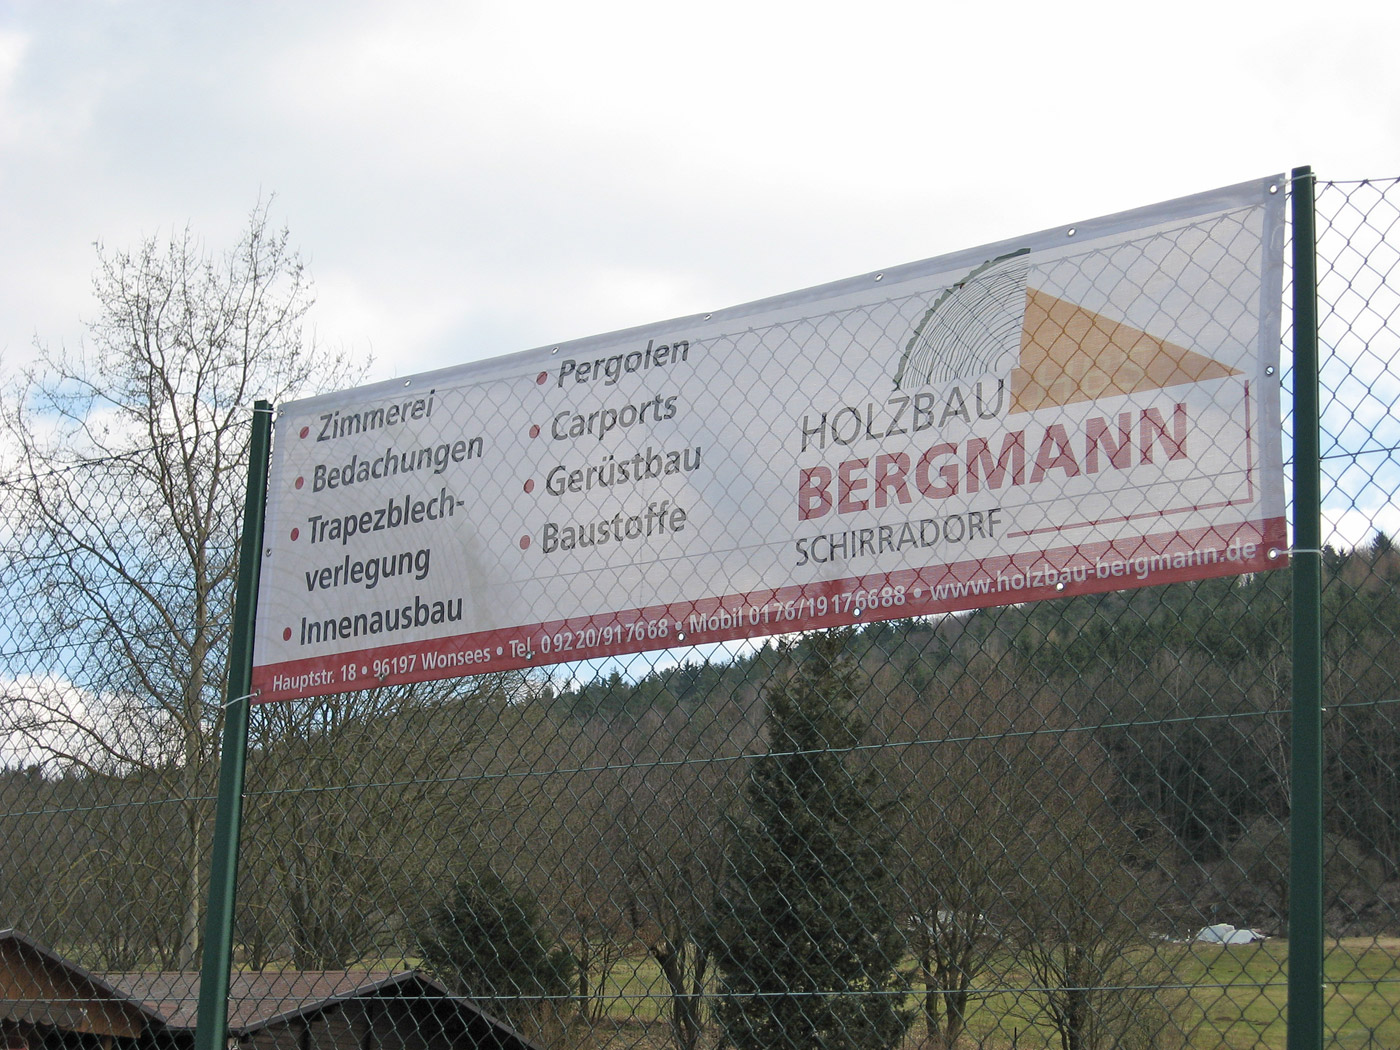 • Zimmerei
• Bedachungen
• Trapezblech-
verlegung
• Innenausbau
• Pergolen
• Carports
• Gerüstbau
• Baustoffe
HOLZBAU
BERGMANN
SCHIRRADORF
Hauptstr. 18 • 96197 Wonsees • Tel. 09220/917668 • Mobil 0176/19176688 • www.holzbau-bergmann.de